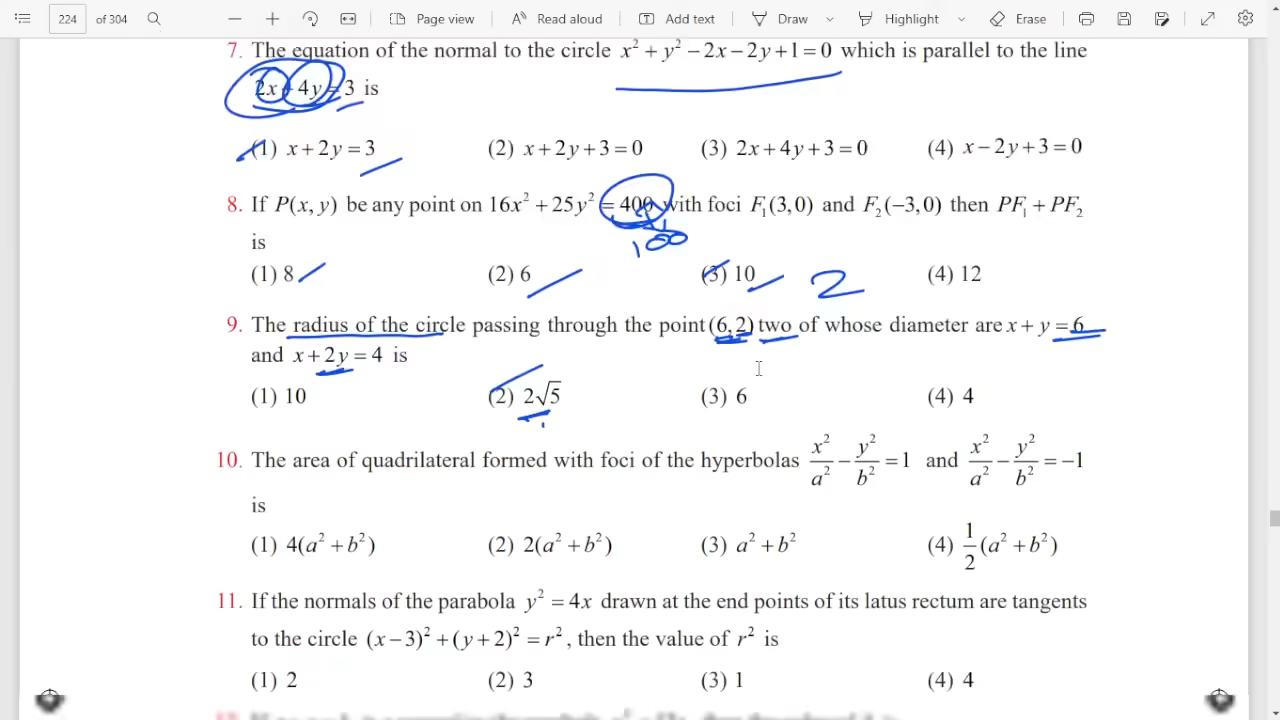 224 of 304 Page view Read aloud Add text Draw Highlight Erase
7. The equation of the normal to the circle x² + y² − 2x − 2y + 1 = 0 which is parallel to the line
2x + 4y = 3 is
(1) x + 2y = 3 (2) x + 2y + 3 = 0 (3) 2x + 4y + 3 = 0 (4) x − 2y + 3 = 0
8. If P(x, y) be any point on 16x² + 25y² = 400 with foci F₁(3, 0) and F₂(−3, 0) then PF₁ + PF₂
is
100
(1) 8 (2) 6 (3) 10 2 (4) 12
9. The radius of the circle passing through the point (6, 2) two of whose diameter are x + y = 6
and x + 2y = 4 is
(1) 10 (2) 2√5 (3) 6 (4) 4
10. The area of quadrilateral formed with foci of the hyperbolas x²/a² − y²/b² = 1 and x²/a² − y²/b² = −1
is
(1) 4(a² + b²) (2) 2(a² + b²) (3) a² + b² (4) 1/2 (a² + b²)
11. If the normals of the parabola y² = 4x drawn at the end points of its latus rectum are tangents
to the circle (x − 3)² + (y + 2)² = r², then the value of r² is
(1) 2 (2) 3 (3) 1 (4) 4